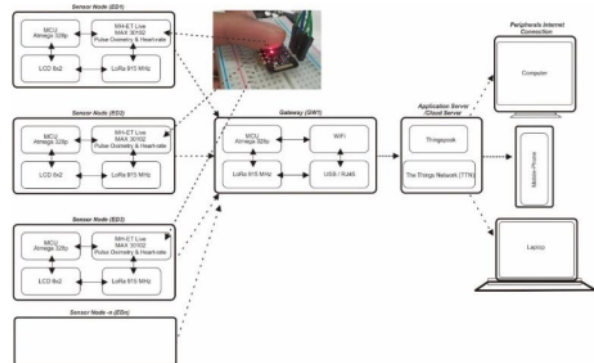 Sensor Node (ED1)
MCU
Atmega 328p
MH-ET Live
MAX 30102
Pulse Oximetry & Heart-rate
LCD 8x2
LoRa 915 MHz
Sensor Node (ED2)
MCU
Atmega 328p
MH-ET Live
MAX 30102
Pulse Oximetry & Heart-rate
LCD 8x2
LoRa 915 MHz
Sensor Node (ED3)
MCU
Atmega 328p
MH-ET Live
MAX 30102
Pulse Oximetry & Heart-rate
LCD 8x2
LoRa 915 MHz
Sensor Node -n (EDn)
Gateway (GW1)
MCU
Atmega 328p
WiFi
LoRa 915 MHz
USB / RJ45
Application Server
/Cloud Server
Thingspeak
The Things Network (TTN)
Peripherals Internet
Connection
Computer
Mobile-Phone
Laptop